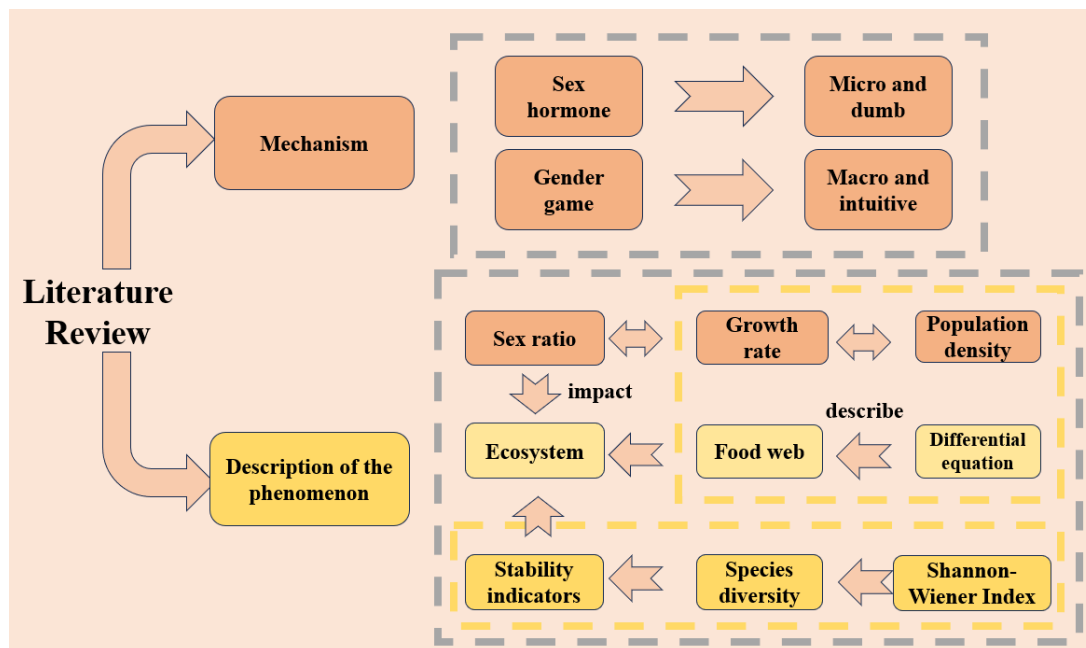 Sex
hormone
Micro and
dumb
Mechanism
Gender
game
Macro and
intuitive
Literature
Review
Sex ratio
Growth
rate
Population
density
impact
describe
Description of the
phenomenon
Ecosystem
Food web
Differential
equation
Stability
indicators
Species
diversity
Shannon-
Wiener Index